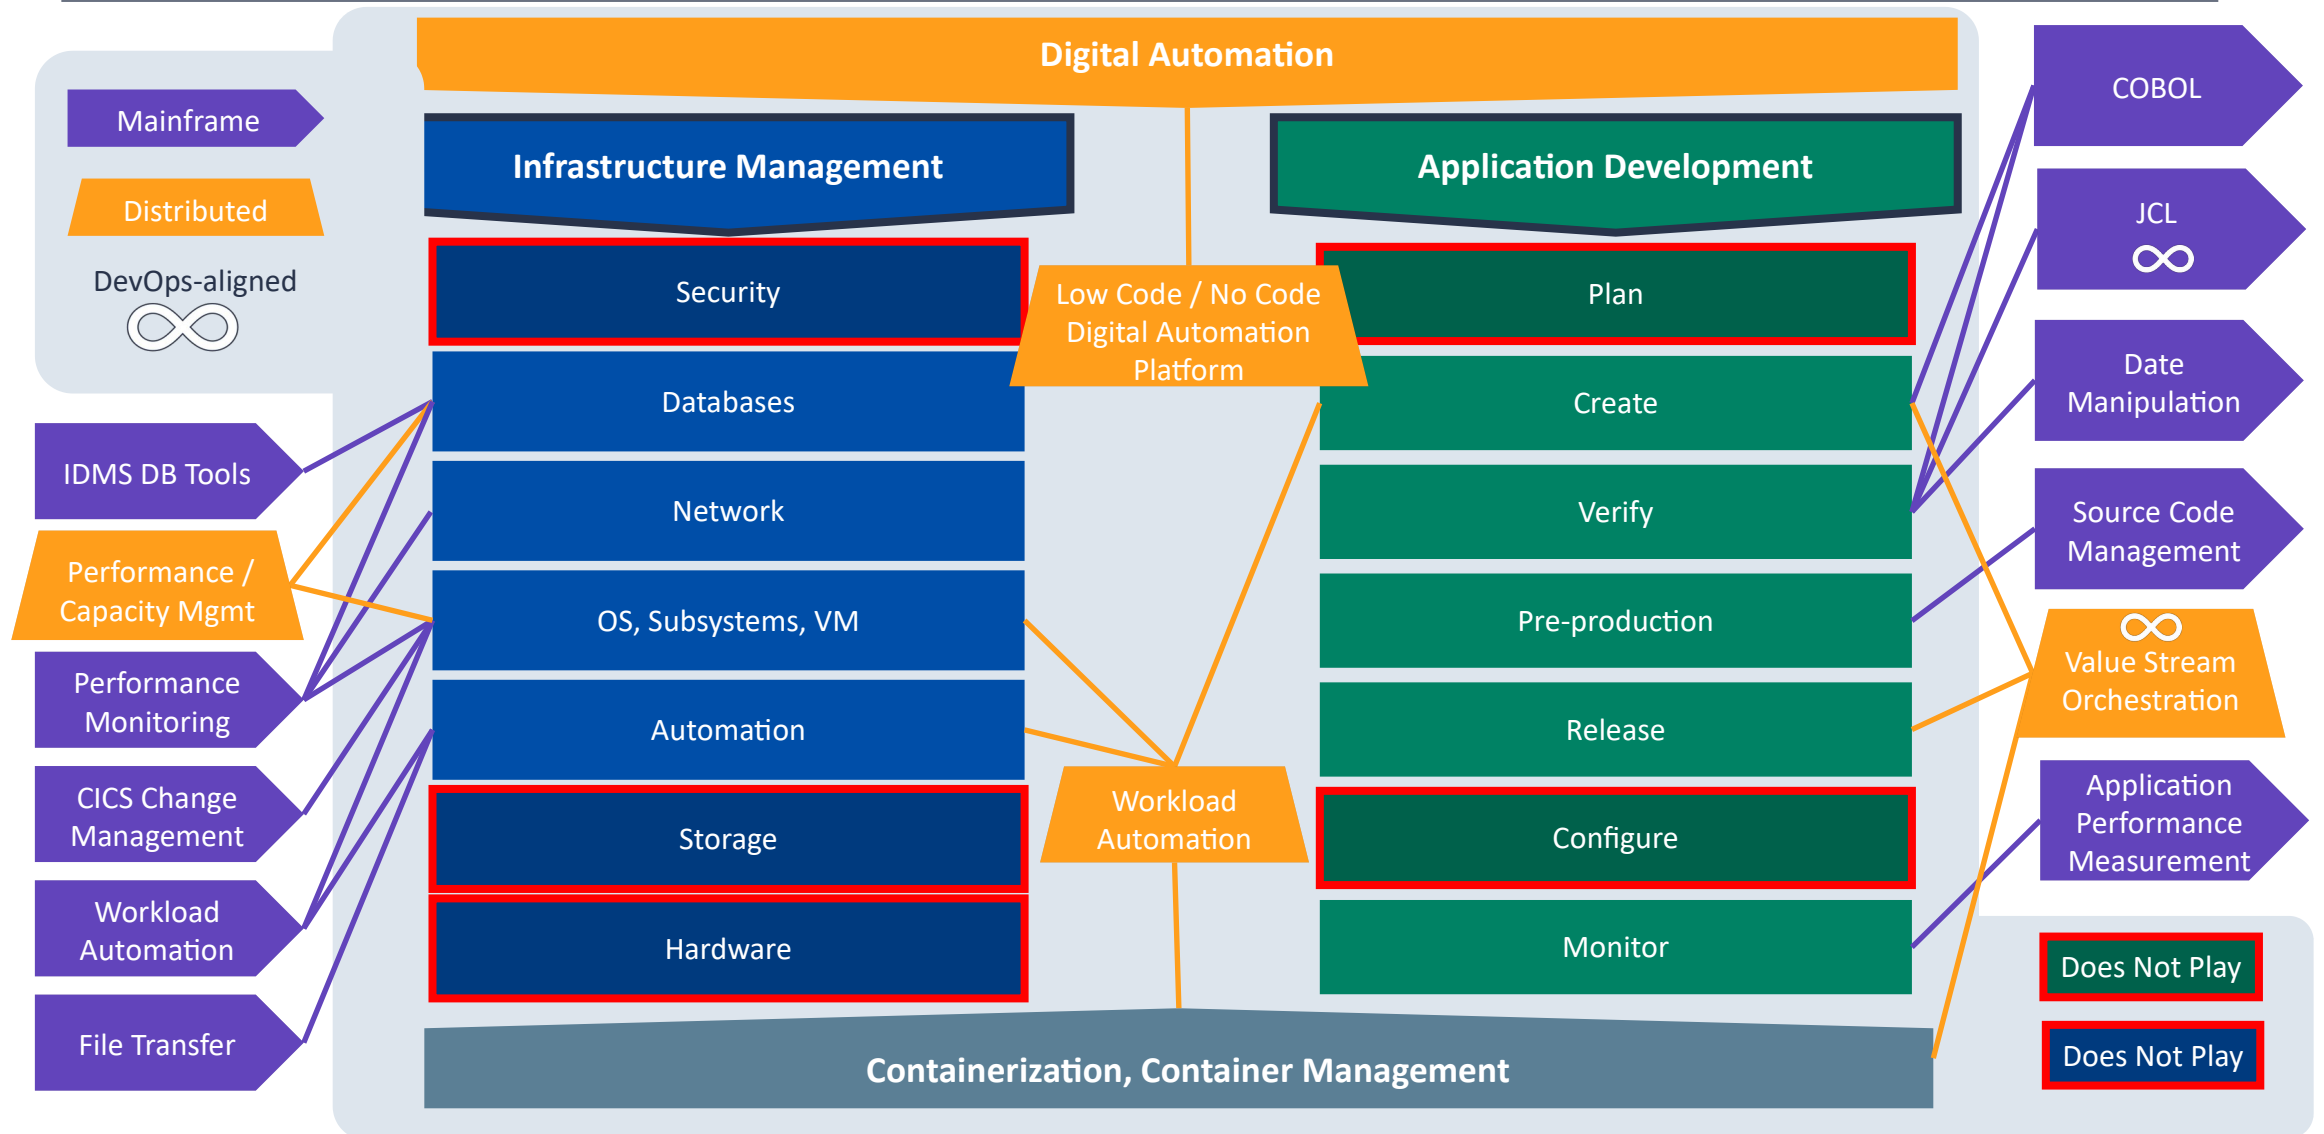 Digital Automation
Mainframe
Distributed
DevOps-aligned
Infrastructure Management
Application Development
Security
Databases
Network
OS, Subsystems, VM
Automation
Storage
Hardware
Low Code / No Code
Digital Automation
Platform
Plan
Create
Verify
Pre-production
Release
Configure
Monitor
IDMS DB Tools
Performance /
Capacity Mgmt
Performance
Monitoring
CICS Change
Management
Workload
Automation
File Transfer
Workload
Automation
COBOL
JCL
Date
Manipulation
Source Code
Management
Value Stream
Orchestration
Application
Performance
Measurement
Does Not Play
Does Not Play
Containerization, Container Management